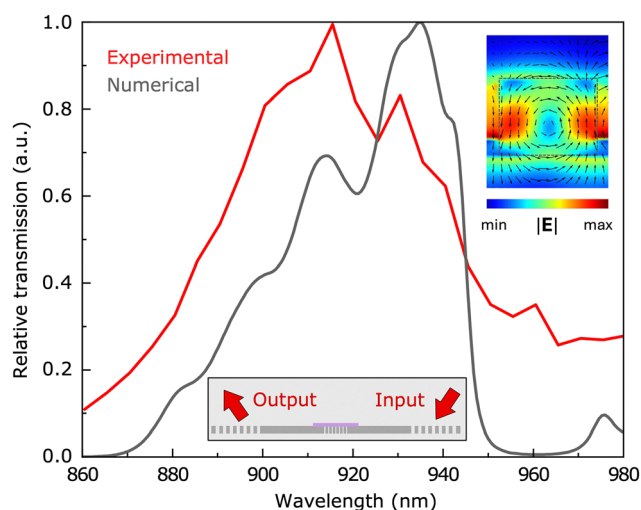 Relative transmission (a.u.)
1.0
0.8
0.6
0.4
0.2
0.0
Experimental
Numerical
min |E| max
Output Input
860 880 900 920 940 960 980
Wavelength (nm)